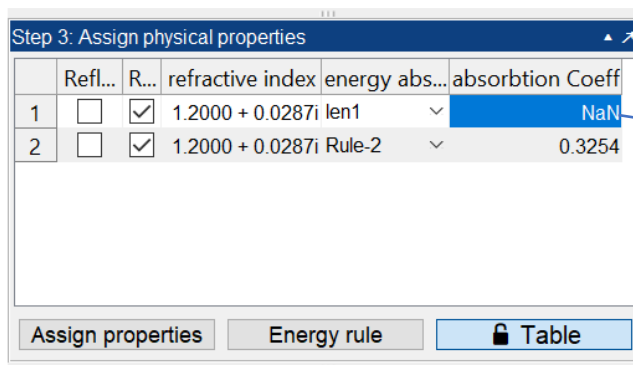 Step 3: Assign physical properties
Refl... R... refractive index energy abs... absorbtion Coeff
1 1.2000 + 0.0287i len1 NaN
2 1.2000 + 0.0287i Rule-2 0.3254
Assign properties Energy rule Table